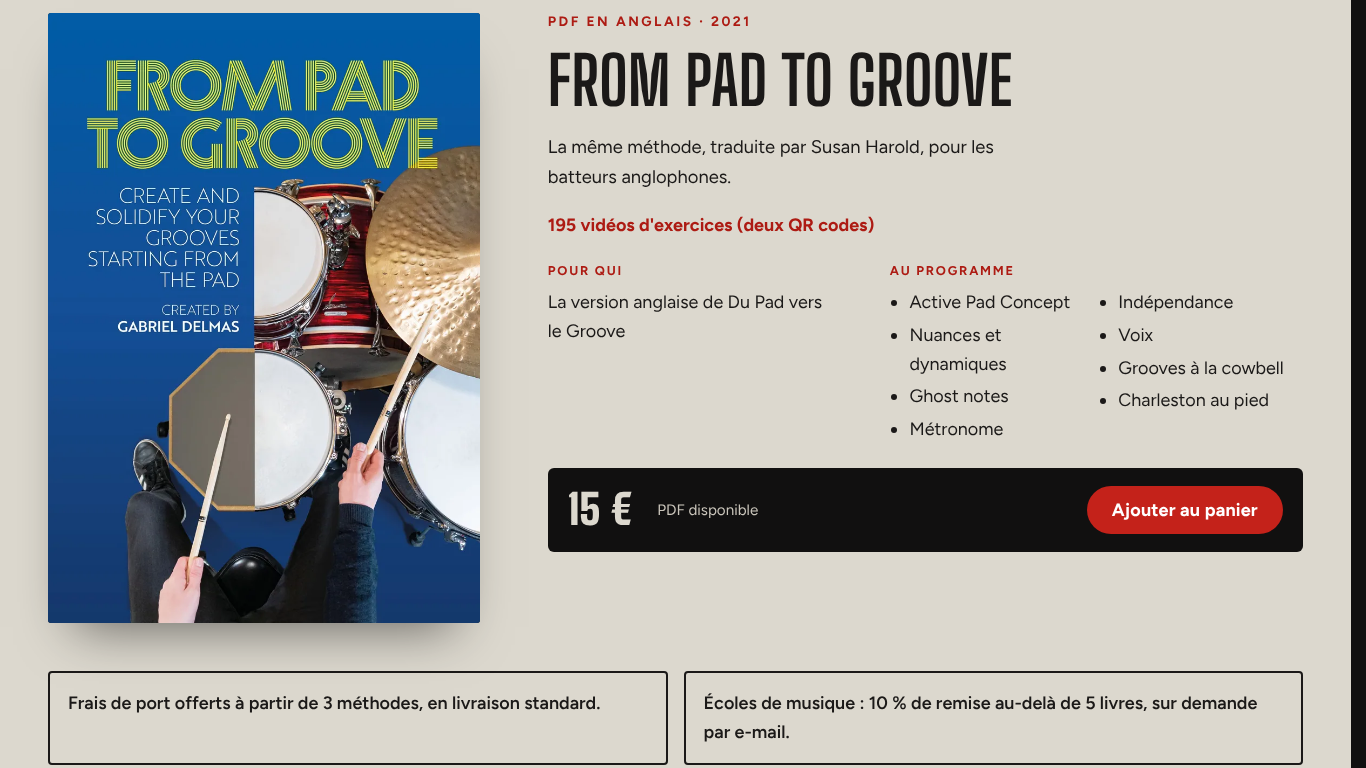 FROM PAD
TO GROOVE
CREATE AND
SOLIDIFY YOUR
GROOVES
STARTING FROM
THE PAD
CREATED BY
GABRIEL DELMAS
PDF EN ANGLAIS · 2021
FROM PAD TO GROOVE
La même méthode, traduite par Susan Harold, pour les
batteurs anglophones.
195 vidéos d'exercices (deux QR codes)
POUR QUI
La version anglaise de Du Pad vers
le Groove
AU PROGRAMME
• Active Pad Concept
• Nuances et
dynamiques
• Ghost notes
• Métronome
• Indépendance
• Voix
• Grooves à la cowbell
• Charleston au pied
15 €
PDF disponible
Ajouter au panier
Frais de port offerts à partir de 3 méthodes, en livraison standard.
Écoles de musique : 10 % de remise au-delà de 5 livres, sur demande
par e-mail.